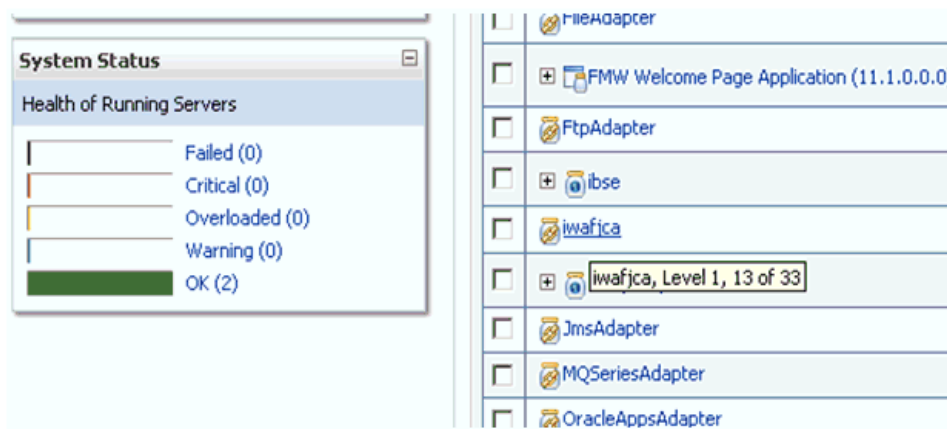 System Status
Health of Running Servers
Failed (0)
Critical (0)
Overloaded (0)
Warning (0)
OK (2)
FileAdapter
FMW Welcome Page Application (11.1.0.0.0
FtpAdapter
ibse
iwafjca
iwafjca, Level 1, 13 of 33
JmsAdapter
MQSeriesAdapter
OracleAppsAdapter